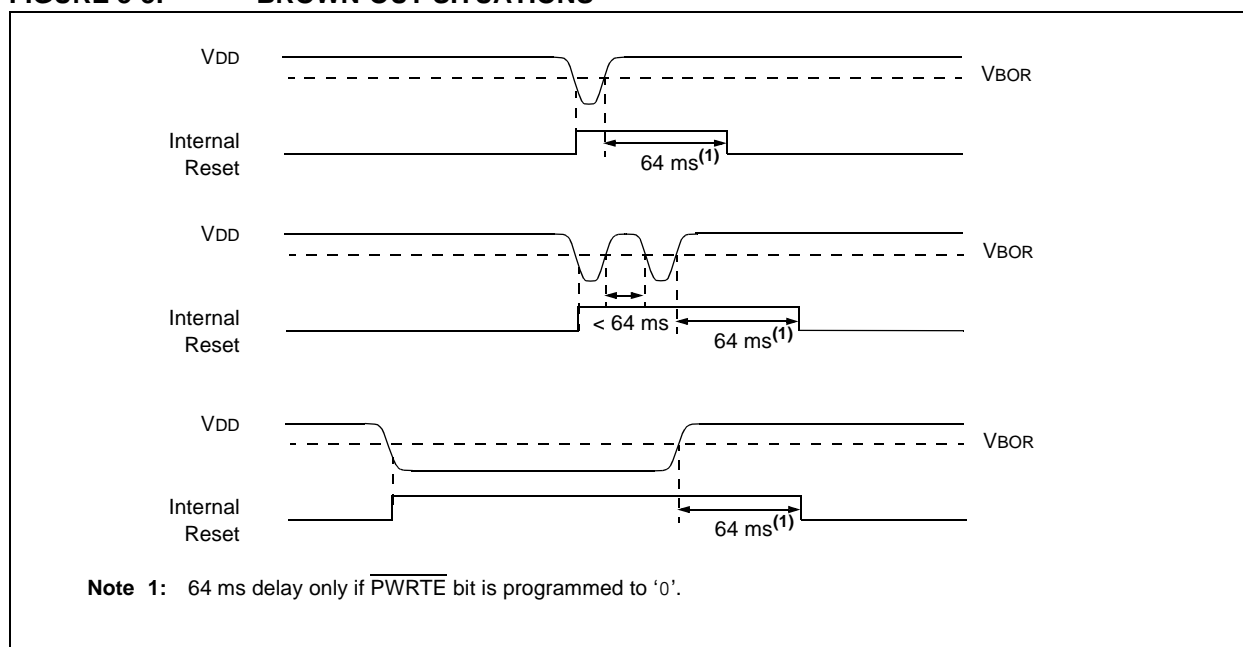 FIGURE BROWN-OUT SITUATIONS
VDD
VBOR
Internal
Reset
64 ms(1)
VDD
VBOR
Internal
Reset
< 64 ms
64 ms(1)
VDD
VBOR
Internal
Reset
64 ms(1)
Note 1: 64 ms delay only if PWRTE bit is programmed to ‘0’.